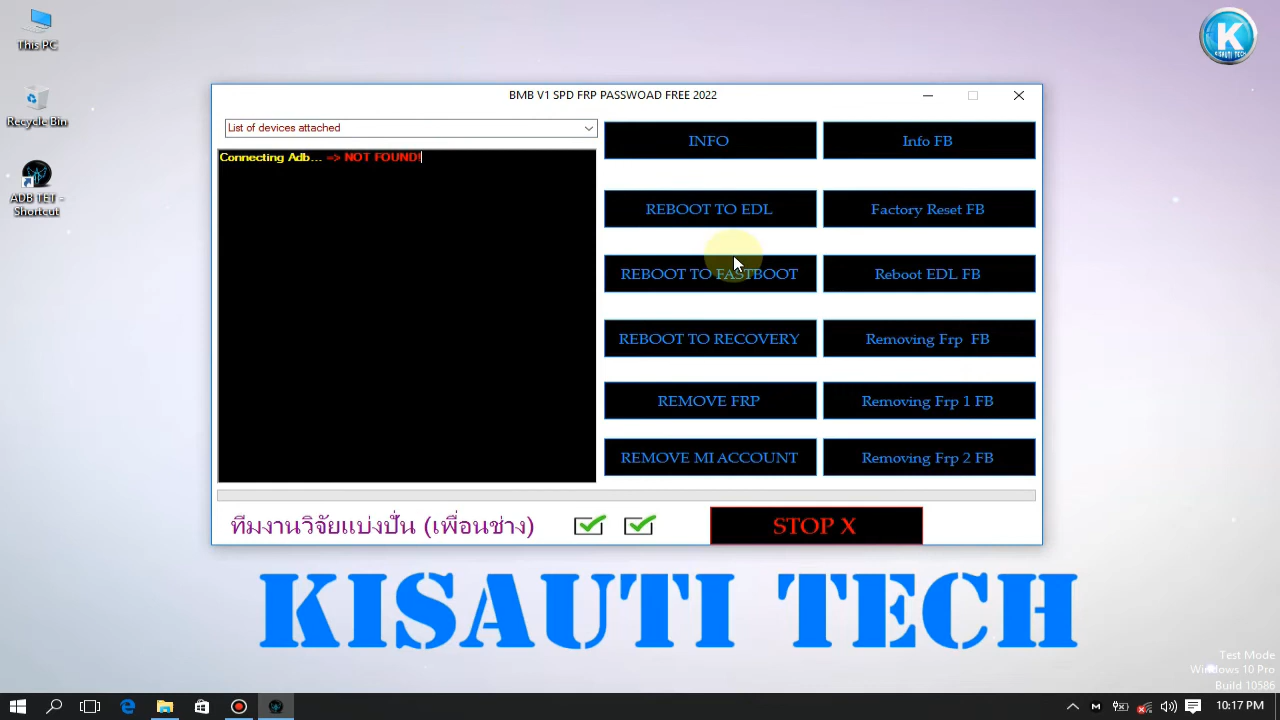 This PC
Recycle Bin
ADB TET -
Shortcut
K
KISAUTI TECH
BMB V1 SPD FRP PASSWOAD FREE 2022
List of devices attached
Connecting Adb... => NOT FOUND!
INFO
Info FB
REBOOT TO EDL
Factory Reset FB
REBOOT TO FASTBOOT
Reboot EDL FB
REBOOT TO RECOVERY
Removing Frp FB
REMOVE FRP
Removing Frp 1 FB
REMOVE MI ACCOUNT
Removing Frp 2 FB
ทีมงานวิจัยแบ่งปั่น (เพื่อนช่าง)
STOP X
KISAUTI TECH
Test Mode
Windows 10 Pro
Build 10586
10:17 PM